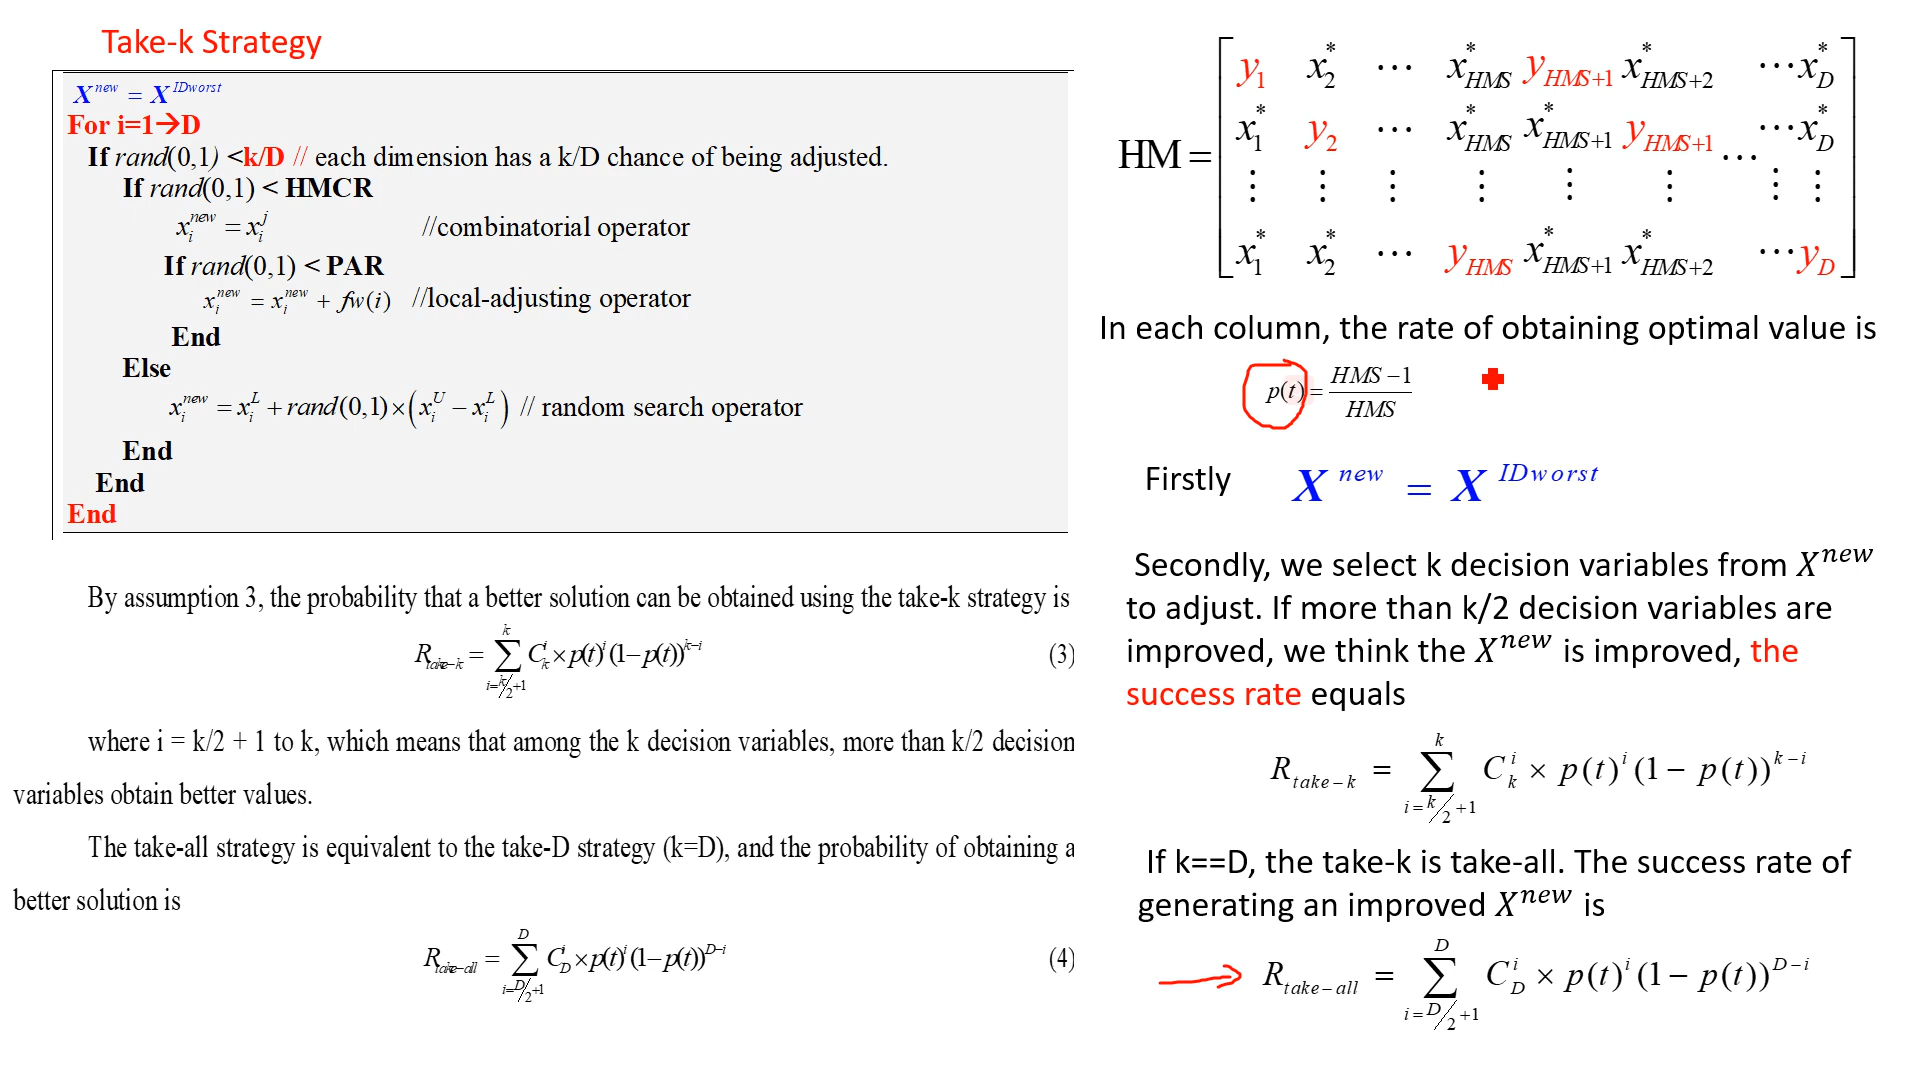 Take-k Strategy
X^new = X^IDworst
For i=1→D
If rand(0,1) <k/D // each dimension has a k/D chance of being adjusted.
If rand(0,1) < HMCR
x_i^new = x_i^j //combinatorial operator
If rand(0,1) < PAR
x_i^new = x_i^new + fw(i) //local-adjusting operator
End
Else
x_i^new = x_i^L + rand(0,1)×(x_i^U − x_i^L) // random search operator
End
End
End
By assumption 3, the probability that a better solution can be obtained using the take-k strategy is
R_take−k = ∑_{i=k/2+1}^{k} C_k^i × p(t)^i (1−p(t))^{k−i} (3)
where i = k/2 + 1 to k, which means that among the k decision variables, more than k/2 decision
variables obtain better values.
The take-all strategy is equivalent to the take-D strategy (k=D), and the probability of obtaining a
better solution is
R_take−all = ∑_{i=D/2+1}^{D} C_D^i × p(t)^i (1−p(t))^{D−i} (4)
y_1 x_2^* ⋯ x_HMS^* y_HMS+1 x_HMS+2^* ⋯ x_D^*
HM = x_1^* y_2 ⋯ x_HMS^* x_HMS+1^* y_HMS+1 ⋯ ⋯ x_D^*
⋮ ⋮ ⋮ ⋮ ⋮ ⋮ ⋮ ⋮
x_1^* x_2^* ⋯ y_HMS x_HMS+1^* x_HMS+2^* ⋯ y_D
In each column, the rate of obtaining optimal value is
p(t) = (HMS −1)/HMS
Firstly X^new = X^IDworst
Secondly, we select k decision variables from X^new
to adjust. If more than k/2 decision variables are
improved, we think the X^new is improved, the
success rate equals
R_take−k = ∑_{i=k/2+1}^{k} C_k^i × p(t)^i (1− p(t))^{k−i}
If k==D, the take-k is take-all. The success rate of
generating an improved X^new is
R_take−all = ∑_{i=D/2+1}^{D} C_D^i × p(t)^i (1− p(t))^{D−i}